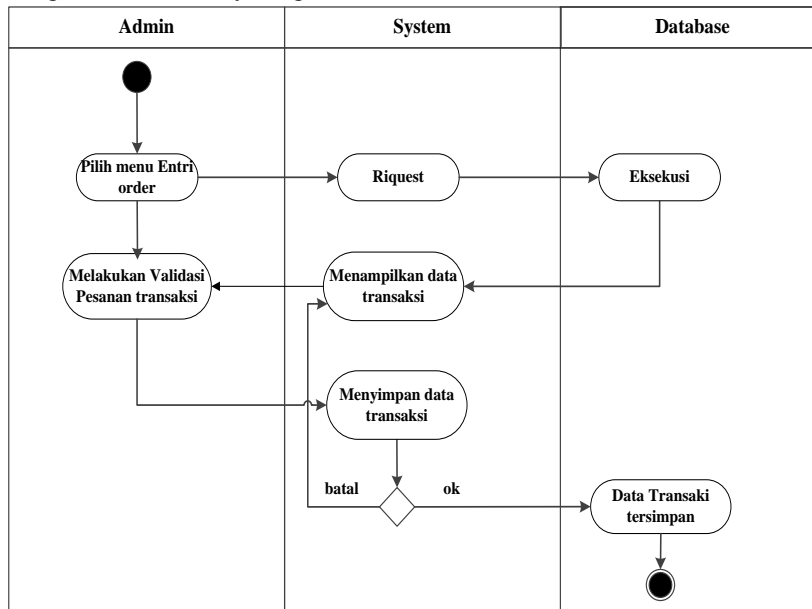 Admin
System
Database
Pilih menu Entri
order
Riquest
Eksekusi
Melakukan Validasi
Pesanan transaksi
Menampilkan data
transaksi
Menyimpan data
transaksi
batal
ok
Data Transaki
tersimpan